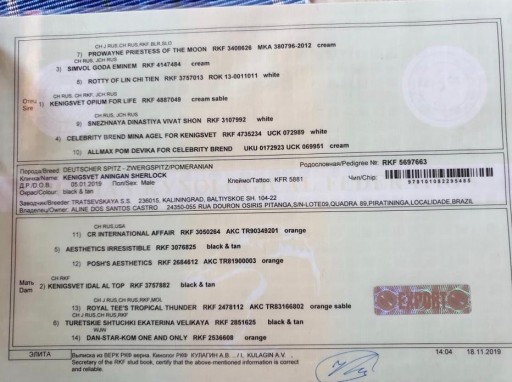 CH J RUS,CH RUS,RKF,BLR,SLO
7) PROWAYNE PRIESTESS OF THE MOON RKF 3408626 MKA 380796-2012 cream
CH RUS, JCH RUS
3) SIMVOL GODA EMINEM RKF 4147494 cream
8) ROTTY OF LIN CHI TIEN RKF 3757013 ROK 13-0011011 white
CH RUS, JCH RUS
Отец 1) KENIGSVET OPIUM FOR LIFE RKF 4887049 cream sable
Sire
CH RUS, JCH RUS
9) SNEZHNAYA DINASTIYA VIVAT SHON RKF 3107992 white
4) CELEBRITY BREND MINA AGEL FOR KENIGSVET RKF 4735234 UCK 072989 white
10) ALLMAX POM DEVIKA FOR CELEBRITY BREND UKU 0172923 UCK 069951 cream
Порода/Breed DEUTSCHER SPITZ - ZWERGSPITZ/POMERANIAN Родословная/Pedigree № RKF 5697663
Кличка/Name KENIGSVET ANINGAN SHERLOCK
Д.Р./D.O.B. 05.01.2019 Пол/Sex: Male Клеймо/Tattoo: KFR 5881 Чип/Chip:
Окрас/Colour: black & tan
Заводчик/Breeder TRATSEVSKAYA S.S. 236015, KALININGRAD, BALTIYSKOE SH. 104-22
Владелец/Owner: ALINE DOS SANTOS CASTRO 24350-055 RUA DOURON OSIRIS PITANGA,S/N-LOTE09,QUADRA 89,PIRATININGA,LOCALIDADE,BRAZIL
CH RUS,USA
11) CR INTERNATIONAL AFFAIR RKF 3050264 AKC TR90349201 orange
5) AESTHETICS IRRESISTIBLE RKF 3076825 black & tan
12) POSH'S AESTHETICS RKF 2684612 AKC TR81900003 orange
CH RKF
Мать 2) KENIGSVET IDAL AL TOP RKF 3757882 black & tan
Dam
CH J RUS,CH RUS,RKF,MOL
13) ROYAL TEE'S TROPICAL THUNDER RKF 2478112 AKC TR83166802 orange sable
CH J RUS,CH RUS,RKF
6) TURETSKIE SHTUCHKI EKATERINA VELIKAYA RKF 2851625 black & tan
WJW
14) DAN-STAR-KOM ONE AND ONLY RKF 2536608 orange
EXPORT
ЭЛИТА Выписка из ВЕРК РКФ верна. Кинолог РКФ КУЛАГИН А.В. / I. KULAGIN A.V. 14:04 18.11.2019
Secretary of the RKF stud book, certify that the above-mentioned information is correct
and reliable.